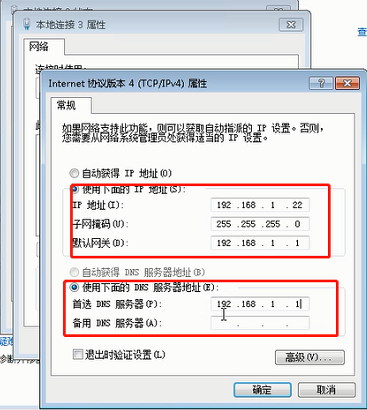 本地连接 3 属性
网络
连接时使用:
查
Internet 协议版本 4 (TCP/IPv4) 属性
常规
如果网络支持此功能，则可以获取自动指派的 IP 设置。否则，
您需要从网络系统管理员处获得适当的 IP 设置。
自动获得 IP 地址(O)
使用下面的 IP 地址(S):
IP 地址(I): 192 .168 . 1 . 22
子网掩码(U): 255 .255 .255 . 0
默认网关(D): 192 .168 . 1 . 1
自动获得 DNS 服务器地址(B)
使用下面的 DNS 服务器地址(E):
首选 DNS 服务器(P): 192 .168 . 1 . 1
备用 DNS 服务器(A): . . .
退出时验证设置(L)
高级(V)...
确定
取消